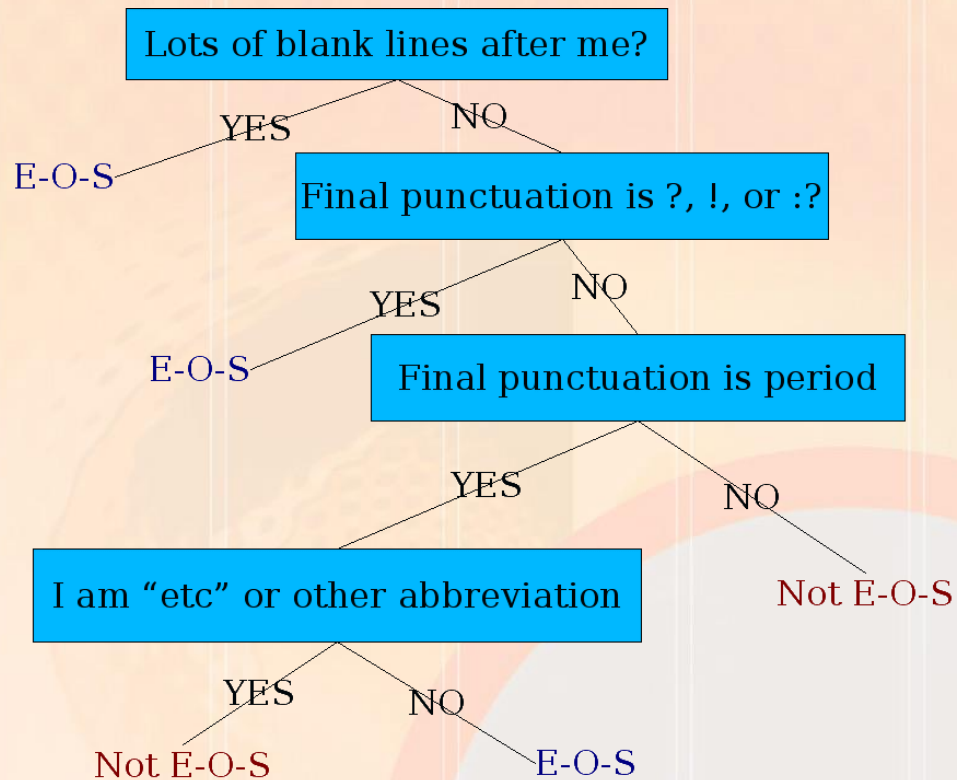 Lots of blank lines after me?
YES
NO
E-O-S
Final punctuation is ?, !, or :?
YES
NO
E-O-S
Final punctuation is period
YES
NO
I am “etc” or other abbreviation
Not E-O-S
YES
NO
Not E-O-S
E-O-S